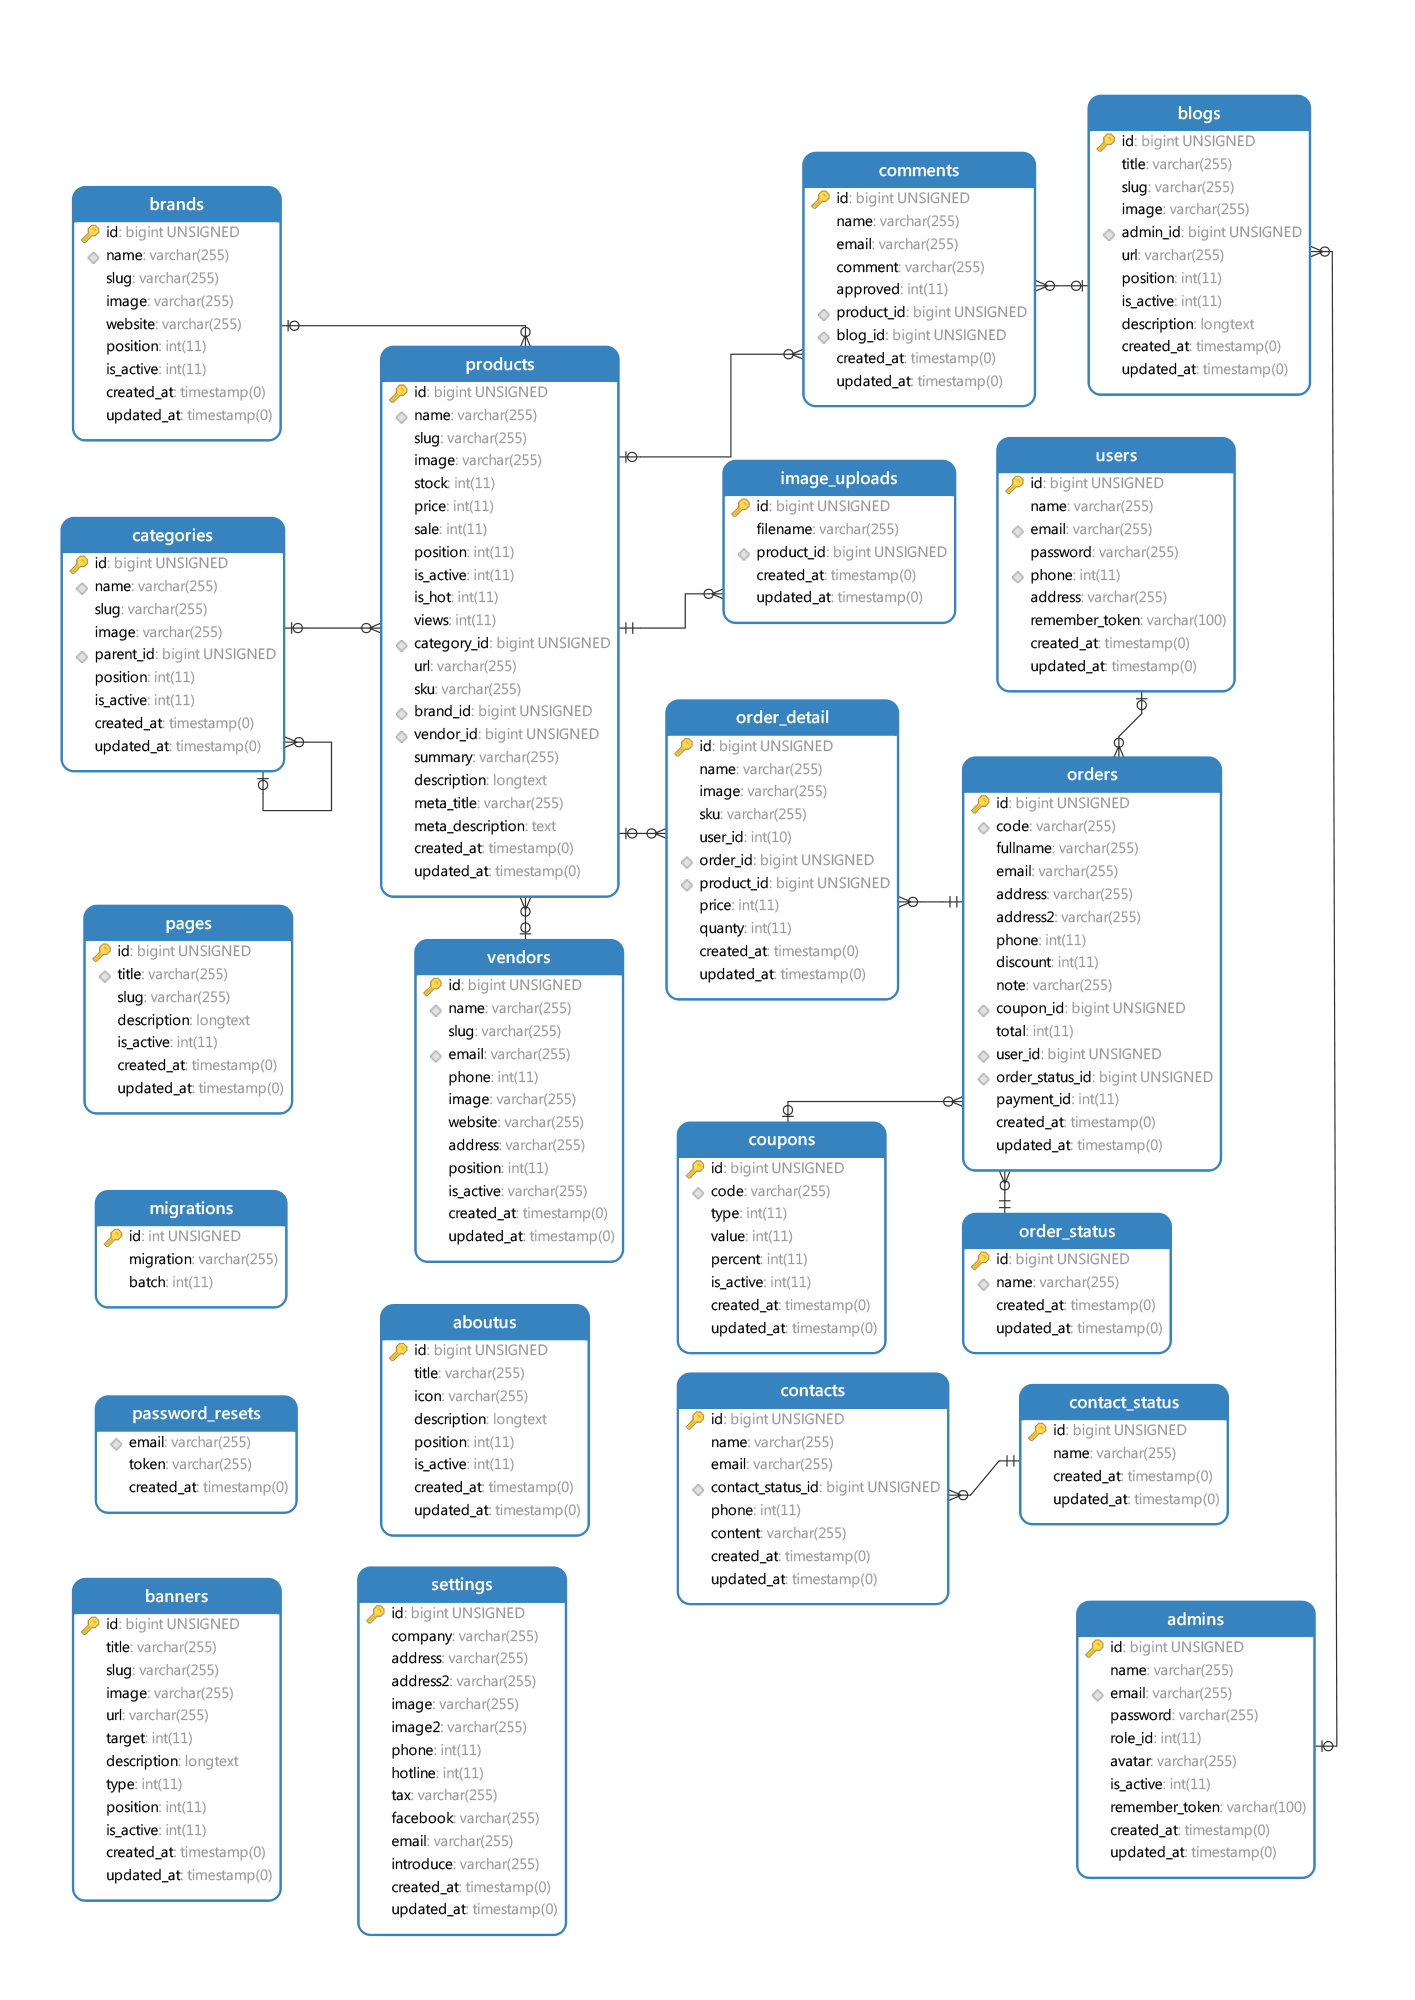 blogs
id: bigint UNSIGNED
title: varchar(255)
slug: varchar(255)
image: varchar(255)
admin_id: bigint UNSIGNED
url: varchar(255)
position: int(11)
is_active: int(11)
description: longtext
created_at: timestamp(0)
updated_at: timestamp(0)
comments
id: bigint UNSIGNED
name: varchar(255)
email: varchar(255)
comment: varchar(255)
approved: int(11)
product_id: bigint UNSIGNED
blog_id: bigint UNSIGNED
created_at: timestamp(0)
updated_at: timestamp(0)
brands
id: bigint UNSIGNED
name: varchar(255)
slug: varchar(255)
image: varchar(255)
website: varchar(255)
position: int(11)
is_active: int(11)
created_at: timestamp(0)
updated_at: timestamp(0)
products
id: bigint UNSIGNED
name: varchar(255)
slug: varchar(255)
image: varchar(255)
stock: int(11)
price: int(11)
sale: int(11)
position: int(11)
is_active: int(11)
is_hot: int(11)
views: int(11)
category_id: bigint UNSIGNED
url: varchar(255)
sku: varchar(255)
brand_id: bigint UNSIGNED
vendor_id: bigint UNSIGNED
summary: varchar(255)
description: longtext
meta_title: varchar(255)
meta_description: text
created_at: timestamp(0)
updated_at: timestamp(0)
users
id: bigint UNSIGNED
name: varchar(255)
email: varchar(255)
password: varchar(255)
phone: int(11)
address: varchar(255)
remember_token: varchar(100)
created_at: timestamp(0)
updated_at: timestamp(0)
image_uploads
id: bigint UNSIGNED
filename: varchar(255)
product_id: bigint UNSIGNED
created_at: timestamp(0)
updated_at: timestamp(0)
categories
id: bigint UNSIGNED
name: varchar(255)
slug: varchar(255)
image: varchar(255)
parent_id: bigint UNSIGNED
position: int(11)
is_active: int(11)
created_at: timestamp(0)
updated_at: timestamp(0)
order_detail
id: bigint UNSIGNED
name: varchar(255)
image: varchar(255)
sku: varchar(255)
user_id: int(10)
order_id: bigint UNSIGNED
product_id: bigint UNSIGNED
price: int(11)
quanty: int(11)
created_at: timestamp(0)
updated_at: timestamp(0)
orders
id: bigint UNSIGNED
code: varchar(255)
fullname: varchar(255)
email: varchar(255)
address: varchar(255)
address2: varchar(255)
phone: int(11)
discount: int(11)
note: varchar(255)
coupon_id: bigint UNSIGNED
total: int(11)
user_id: bigint UNSIGNED
order_status_id: bigint UNSIGNED
payment_id: int(11)
created_at: timestamp(0)
updated_at: timestamp(0)
pages
id: bigint UNSIGNED
title: varchar(255)
slug: varchar(255)
description: longtext
is_active: int(11)
created_at: timestamp(0)
updated_at: timestamp(0)
vendors
id: bigint UNSIGNED
name: varchar(255)
slug: varchar(255)
email: varchar(255)
phone: int(11)
image: varchar(255)
website: varchar(255)
address: varchar(255)
position: int(11)
is_active: varchar(255)
created_at: timestamp(0)
updated_at: timestamp(0)
coupons
id: bigint UNSIGNED
code: varchar(255)
type: int(11)
value: int(11)
percent: int(11)
is_active: int(11)
created_at: timestamp(0)
updated_at: timestamp(0)
migrations
id: int UNSIGNED
migration: varchar(255)
batch: int(11)
order_status
id: bigint UNSIGNED
name: varchar(255)
created_at: timestamp(0)
updated_at: timestamp(0)
aboutus
id: bigint UNSIGNED
title: varchar(255)
icon: varchar(255)
description: longtext
position: int(11)
is_active: int(11)
created_at: timestamp(0)
updated_at: timestamp(0)
contacts
id: bigint UNSIGNED
name: varchar(255)
email: varchar(255)
contact_status_id: bigint UNSIGNED
phone: int(11)
content: varchar(255)
created_at: timestamp(0)
updated_at: timestamp(0)
contact_status
id: bigint UNSIGNED
name: varchar(255)
created_at: timestamp(0)
updated_at: timestamp(0)
password_resets
email: varchar(255)
token: varchar(255)
created_at: timestamp(0)
banners
id: bigint UNSIGNED
title: varchar(255)
slug: varchar(255)
image: varchar(255)
url: varchar(255)
target: int(11)
description: longtext
type: int(11)
position: int(11)
is_active: int(11)
created_at: timestamp(0)
updated_at: timestamp(0)
settings
id: bigint UNSIGNED
company: varchar(255)
address: varchar(255)
address2: varchar(255)
image: varchar(255)
image2: varchar(255)
phone: int(11)
hotline: int(11)
tax: varchar(255)
facebook: varchar(255)
email: varchar(255)
introduce: varchar(255)
created_at: timestamp(0)
updated_at: timestamp(0)
admins
id: bigint UNSIGNED
name: varchar(255)
email: varchar(255)
password: varchar(255)
role_id: int(11)
avatar: varchar(255)
is_active: int(11)
remember_token: varchar(100)
created_at: timestamp(0)
updated_at: timestamp(0)